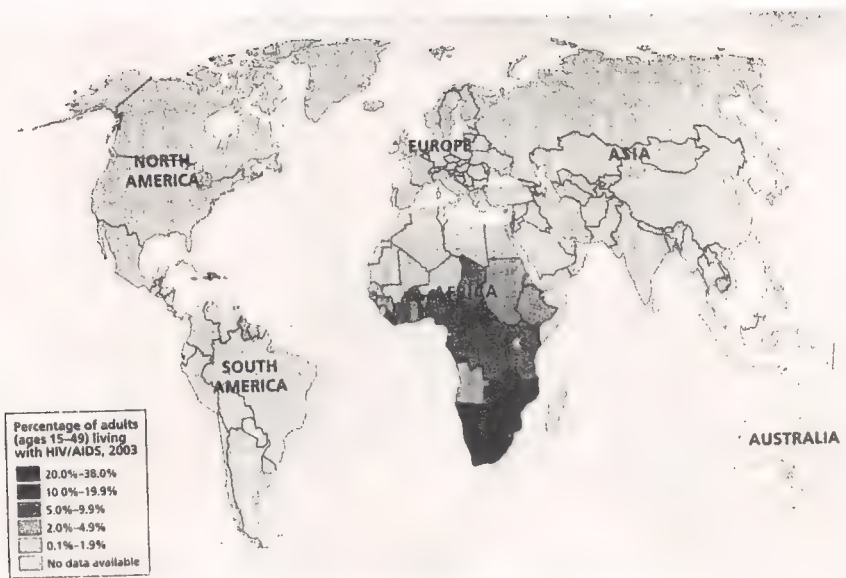 EUROPE
ASIA
NORTH
AMERICA
AFRICA
SOUTH
AMERICA
AUSTRALIA
Percentage of adults
(ages 15–49) living
with HIV/AIDS, 2003
20.0%–38.0%
10.0%–19.9%
5.0%–9.9%
2.0%–4.9%
0.1%–1.9%
No data available